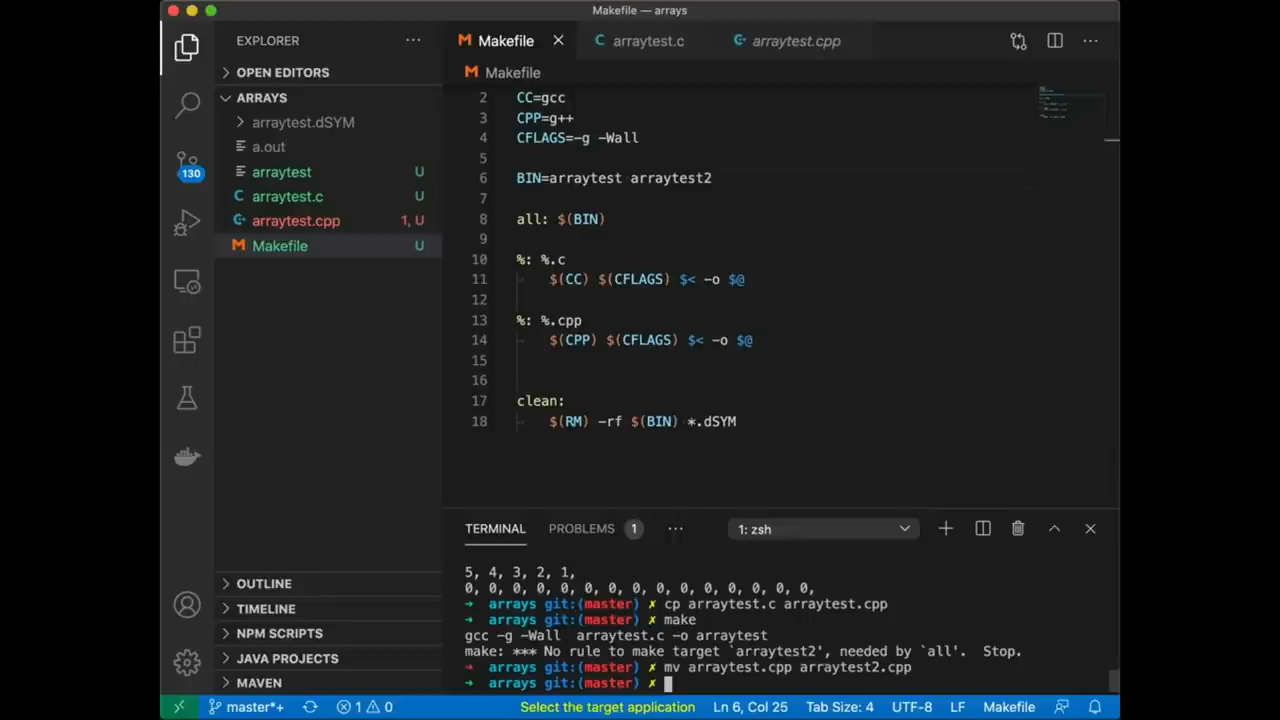 Makefile — arrays
EXPLORER
OPEN EDITORS
ARRAYS
arraytest.dSYM
a.out
arraytest U
arraytest.c U
arraytest.cpp 1, U
Makefile U
OUTLINE
TIMELINE
NPM SCRIPTS
JAVA PROJECTS
MAVEN
130
Makefile arraytest.c arraytest.cpp
Makefile
2 CC=gcc
3 CPP=g++
4 CFLAGS=-g -Wall
5
6 BIN=arraytest arraytest2
7
8 all: $(BIN)
9
10 %: %.c
11 $(CC) $(CFLAGS) $< -o $@
12
13 %: %.cpp
14 $(CPP) $(CFLAGS) $< -o $@
15
16
17 clean:
18 $(RM) -rf $(BIN) *.dSYM
TERMINAL PROBLEMS 1 ... 1: zsh
5, 4, 3, 2, 1,
0, 0, 0, 0, 0, 0, 0, 0, 0, 0, 0, 0, 0, 0, 0,
➜ arrays git:(master) ✗ cp arraytest.c arraytest.cpp
➜ arrays git:(master) ✗ make
gcc -g -Wall  arraytest.c -o arraytest
make: *** No rule to make target `arraytest2', needed by `all'. Stop.
➜ arrays git:(master) ✗ mv arraytest.cpp arraytest2.cpp
➜ arrays git:(master) ✗
master*+ 1 0 Select the target application Ln 6, Col 25 Tab Size: 4 UTF-8 LF Makefile